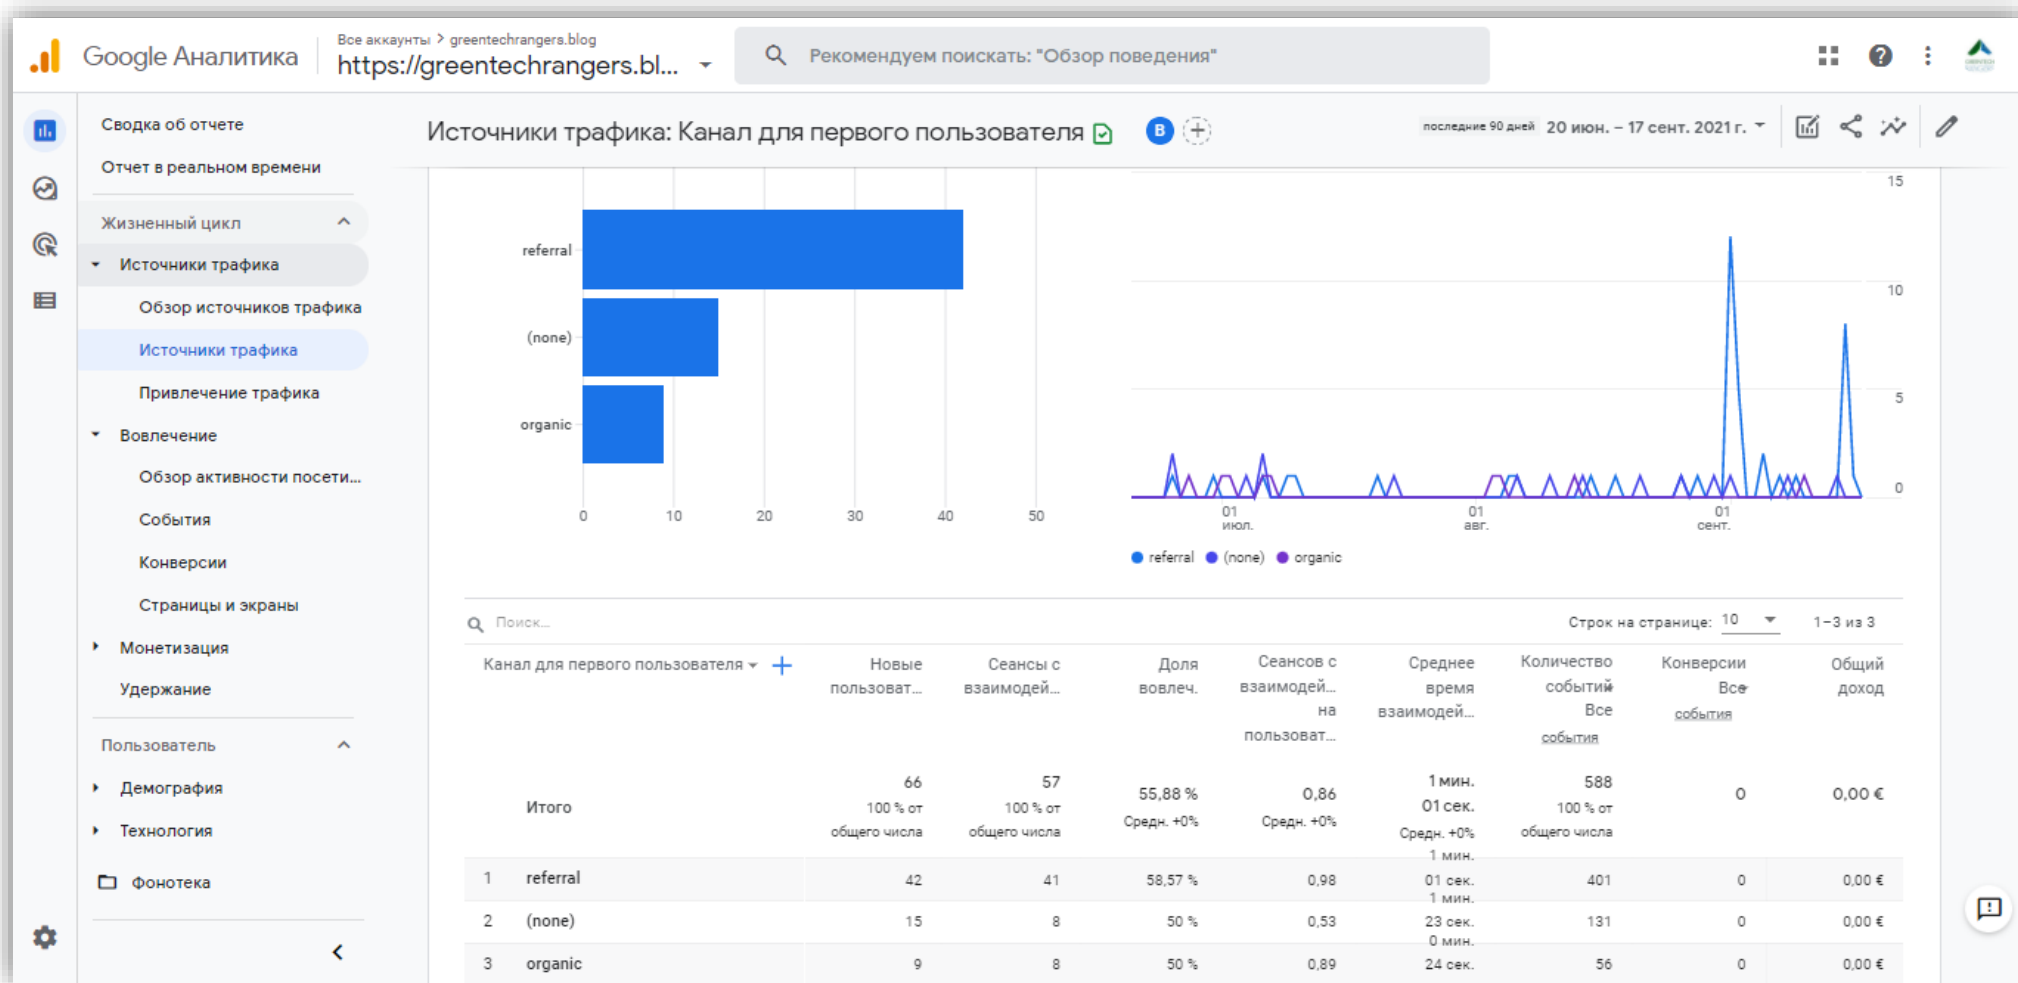 Google Аналитика
Все аккаунты > greentechrangers.blog
https://greentechrangers.bl...
Рекомендуем поискать: "Обзор поведения"
Сводка об отчете
Отчет в реальном времени
Жизненный цикл
Источники трафика
Обзор источников трафика
Источники трафика
Привлечение трафика
Вовлечение
Обзор активности посети...
События
Конверсии
Страницы и экраны
Монетизация
Удержание
Пользователь
Демография
Технология
Фонотека
Источники трафика: Канал для первого пользователя
B
последние 90 дней 20 июн. – 17 сент. 2021 г.
referral
(none)
organic
0 10 20 30 40 50
15
10
5
0
01 июл.
01 авг.
01 сент.
referral (none) organic
Поиск...
Строк на странице: 10 1–3 из 3
Канал для первого пользователя
Новые пользоват...
Сеансы с взаимодей...
Доля вовлеч.
Сеансов с взаимодей... на пользоват...
Среднее время взаимодей...
Количество событий Все события
Конверсии Все события
Общий доход
Итого
66 100 % от общего числа
57 100 % от общего числа
55,88 % Средн. +0%
0,86 Средн. +0%
1 мин. 01 сек. Средн. +0%
588 100 % от общего числа
0
0,00 €
1 referral 42 41 58,57 % 0,98 1 мин. 01 сек. 401 0 0,00 €
2 (none) 15 8 50 % 0,53 1 мин. 23 сек. 131 0 0,00 €
3 organic 9 8 50 % 0,89 0 мин. 24 сек. 56 0 0,00 €